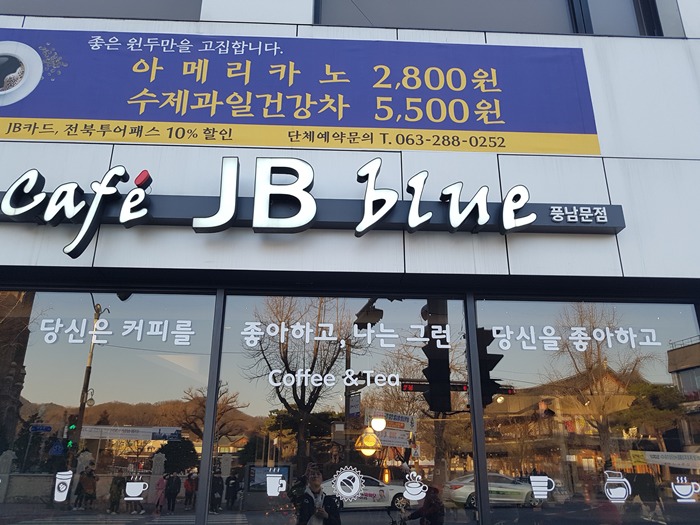 좋은 원두만을 고집합니다.
아메리카노 2,800원
수제과일건강차 5,500원
JB카드, 전북투어패스 10% 할인 단체예약문의 T. 063-288-0252
Café JB blue 풍남문점
당신은 커피를 좋아하고, 나는 그런 당신을 좋아하고
Coffee & Tea